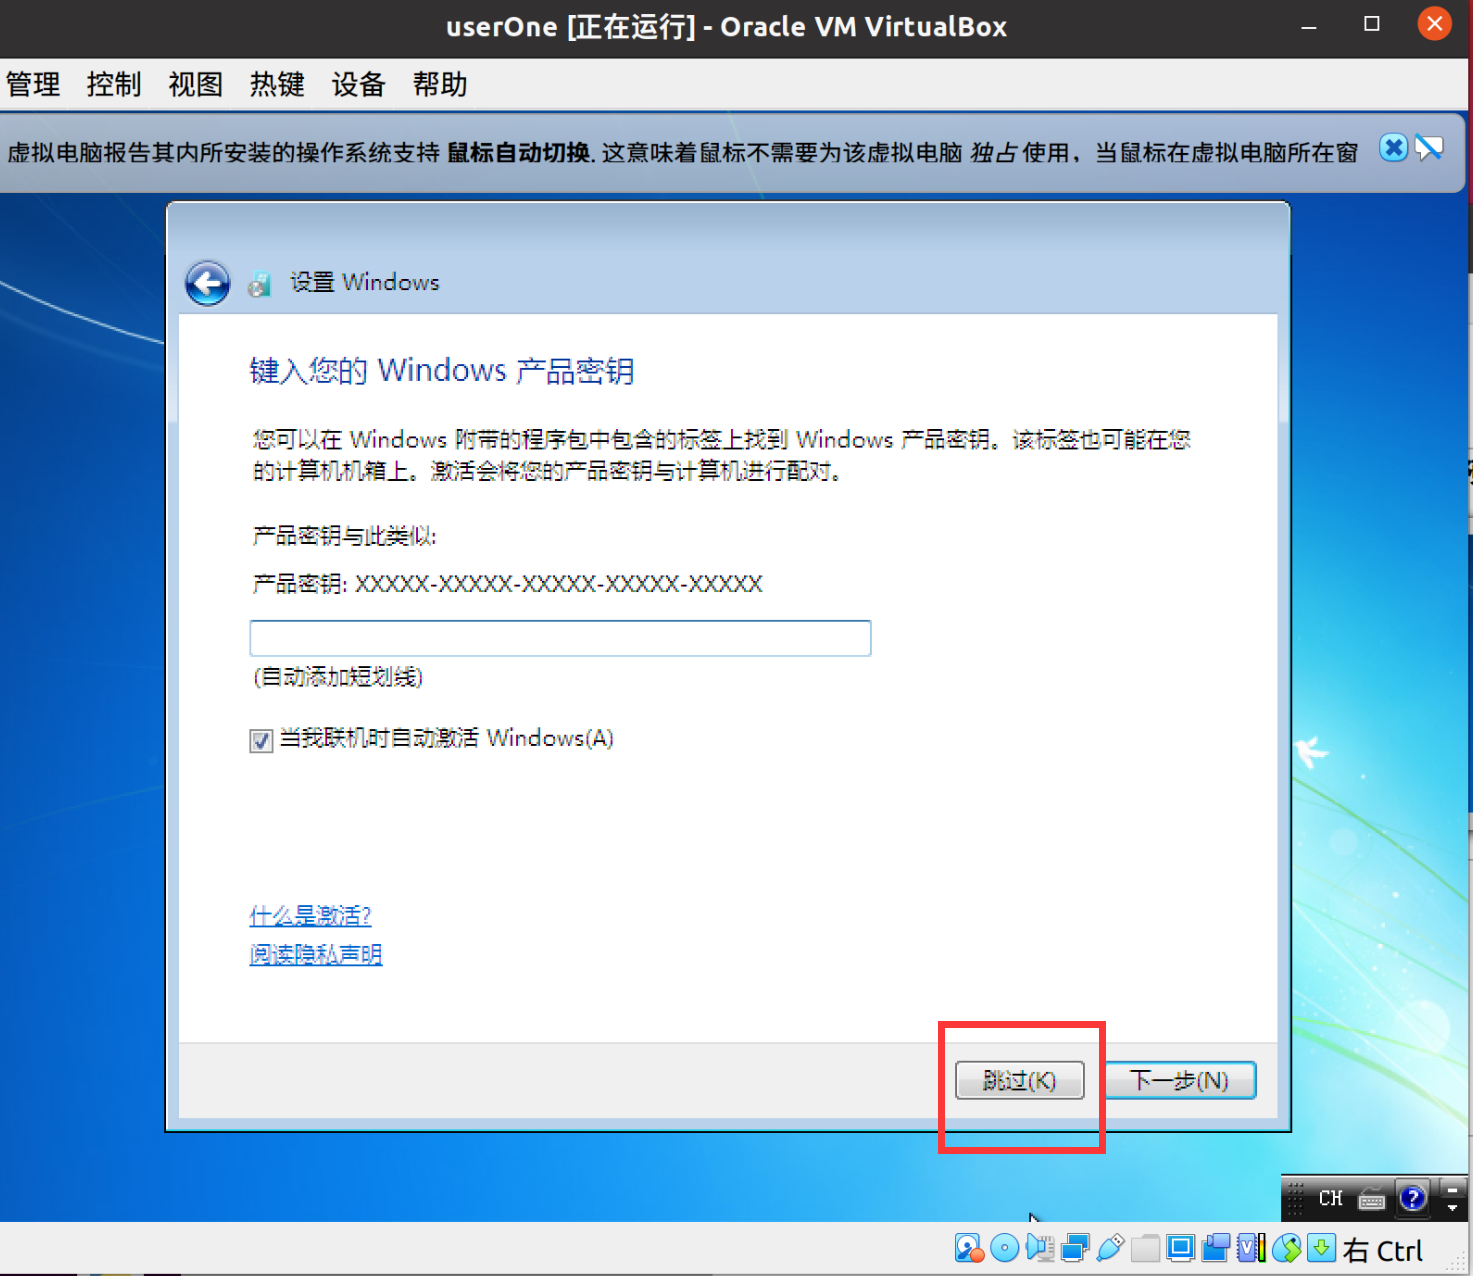 userOne [正在运行] - Oracle VM VirtualBox
管理 控制 视图 热键 设备 帮助
虚拟电脑报告其内所安装的操作系统支持 鼠标自动切换. 这意味着鼠标不需要为该虚拟电脑 独占 使用，当鼠标在虚拟电脑所在窗
设置 Windows
键入您的 Windows 产品密钥
您可以在 Windows 附带的程序包中包含的标签上找到 Windows 产品密钥。该标签也可能在您
的计算机机箱上。激活会将您的产品密钥与计算机进行配对。
产品密钥与此类似:
产品密钥: XXXXX-XXXXX-XXXXX-XXXXX-XXXXX
(自动添加短划线)
当我联机时自动激活 Windows(A)
什么是激活?
阅读隐私声明
跳过(K) 下一步(N)
CH
右 Ctrl